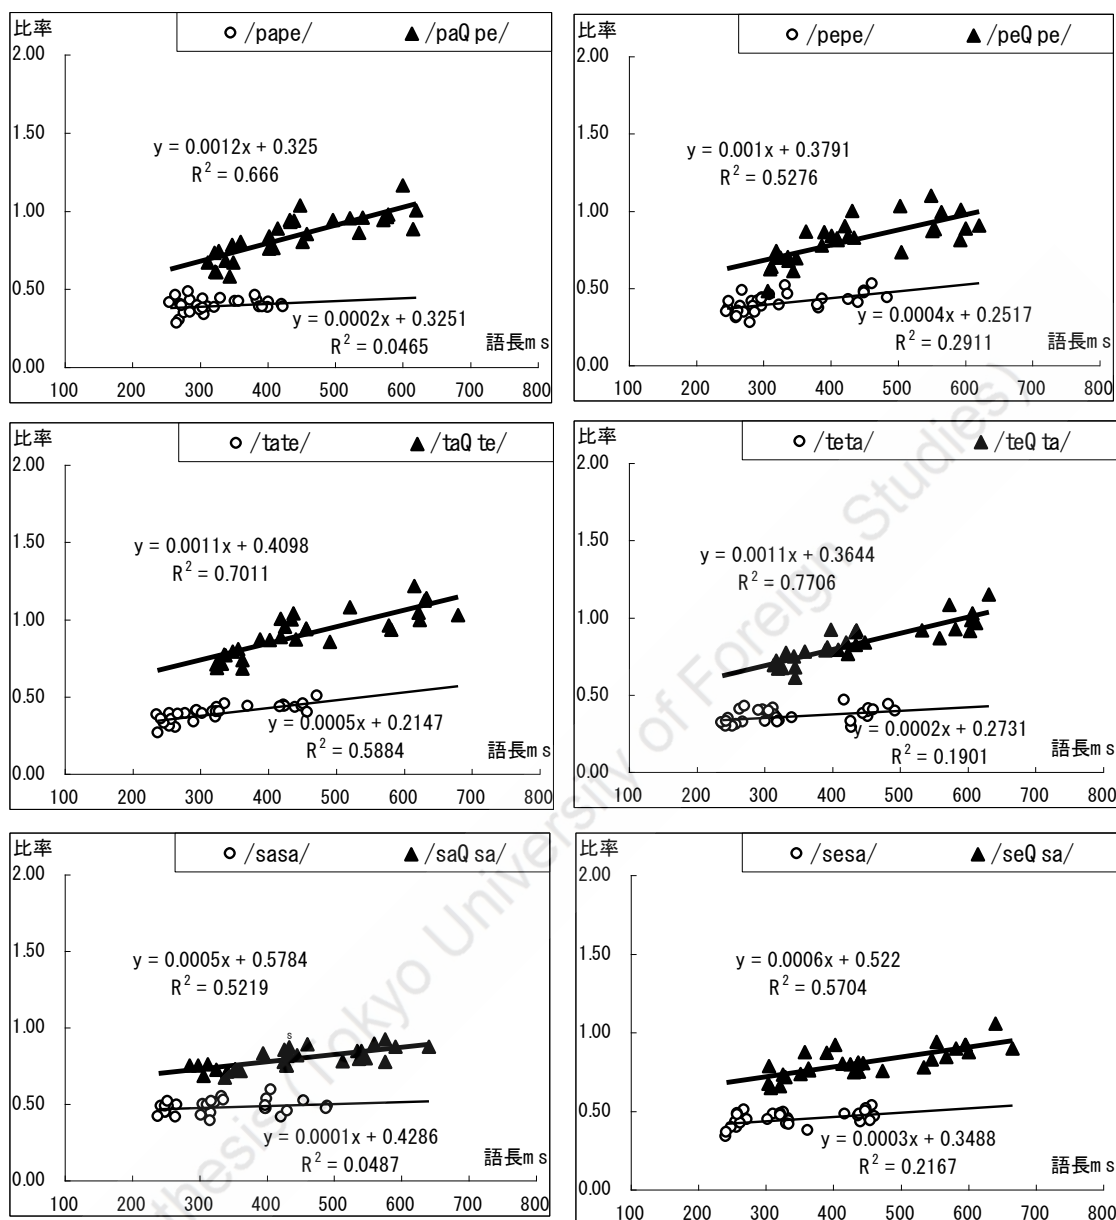 比率
/pape/ /paQ pe/
2.00
1.50
1.00
0.50
0.00
y = 0.0012x + 0.325
R² = 0.666
y = 0.0002x + 0.3251
R² = 0.0465
語長ms
100 200 300 400 500 600 700 800
比率
/pepe/ /peQ pe/
2.00
1.50
1.00
0.50
0.00
y = 0.001x + 0.3791
R² = 0.5276
y = 0.0004x + 0.2517
R² = 0.2911
語長ms
100 200 300 400 500 600 700 800
比率
/tate/ /taQ te/
2.00
1.50
1.00
0.50
0.00
y = 0.0011x + 0.4098
R² = 0.7011
y = 0.0005x + 0.2147
R² = 0.5884
語長ms
100 200 300 400 500 600 700 800
比率
/teta/ /teQ ta/
2.00
1.50
1.00
0.50
0.00
y = 0.0011x + 0.3644
R² = 0.7706
y = 0.0002x + 0.2731
R² = 0.1901
語長ms
100 200 300 400 500 600 700 800
比率
/sasa/ /saQ sa/
2.00
1.50
1.00
0.50
0.00
y = 0.0005x + 0.5784
R² = 0.5219
s
y = 0.0001x + 0.4286
R² = 0.0487
語長ms
100 200 300 400 500 600 700 800
比率
/sesa/ /seQ sa/
2.00
1.50
1.00
0.50
0.00
y = 0.0006x + 0.522
R² = 0.5704
y = 0.0003x + 0.3488
R² = 0.2167
語長ms
100 200 300 400 500 600 700 800
thesis (Tokyo University of Foreign Studies)